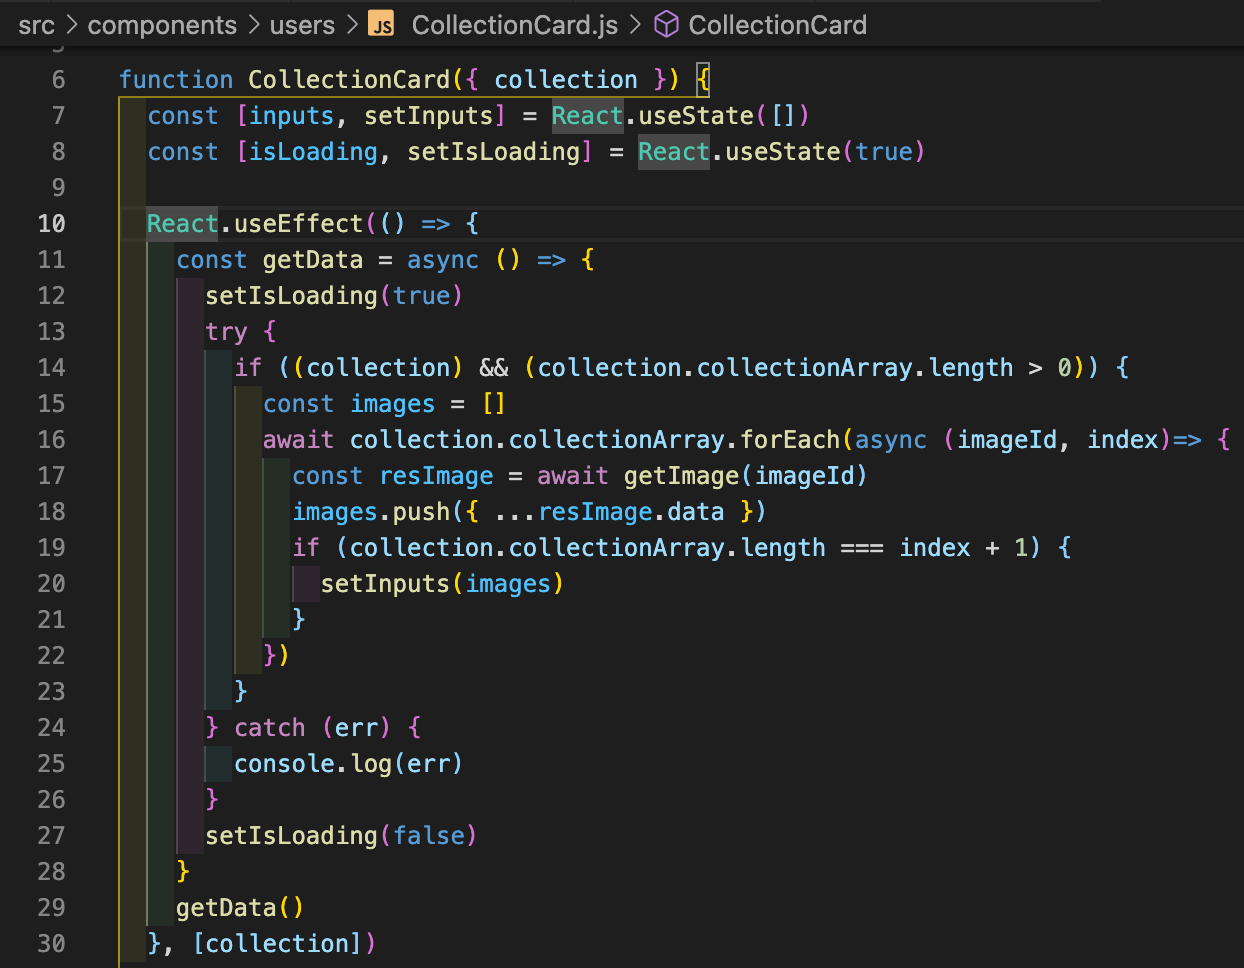 src > components > users > JS CollectionCard.js > CollectionCard
5
6 function CollectionCard({ collection }) {
7 const [inputs, setInputs] = React.useState([])
8 const [isLoading, setIsLoading] = React.useState(true)
9
10 React.useEffect(() => {
11 const getData = async () => {
12 setIsLoading(true)
13 try {
14 if ((collection) && (collection.collectionArray.length > 0)) {
15 const images = []
16 await collection.collectionArray.forEach(async (imageId, index)=> {
17 const resImage = await getImage(imageId)
18 images.push({ ...resImage.data })
19 if (collection.collectionArray.length === index + 1) {
20 setInputs(images)
21 }
22 })
23 }
24 } catch (err) {
25 console.log(err)
26 }
27 setIsLoading(false)
28 }
29 getData()
30 }, [collection])